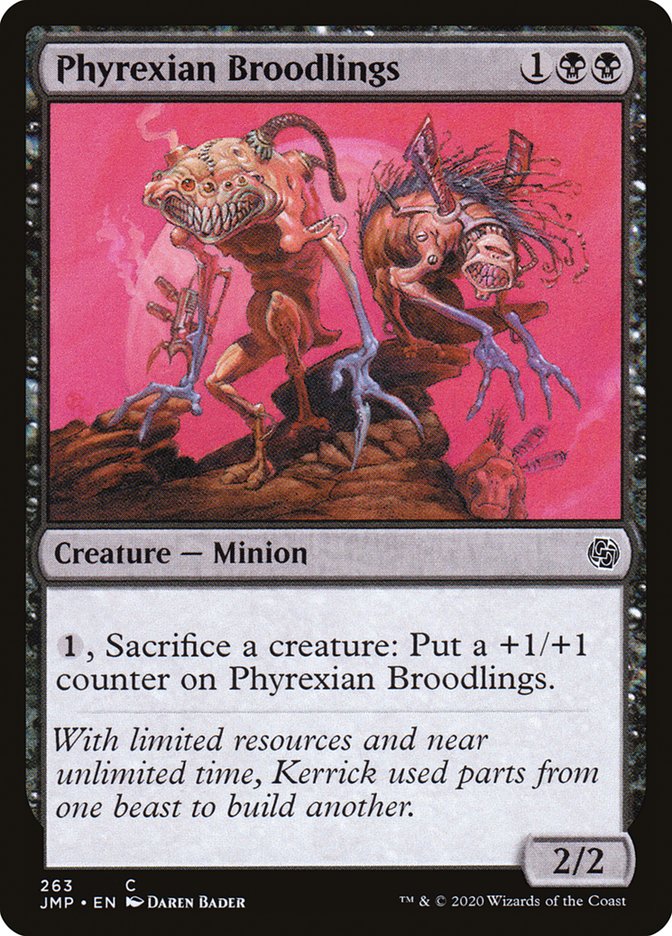 Phyrexian Broodlings 1
Creature — Minion
1, Sacrifice a creature: Put a +1/+1
counter on Phyrexian Broodlings.
With limited resources and near
unlimited time, Kerrick used parts from
one beast to build another.
2/2
263 C
JMP • EN DAREN BADER
™ & © 2020 Wizards of the Coast